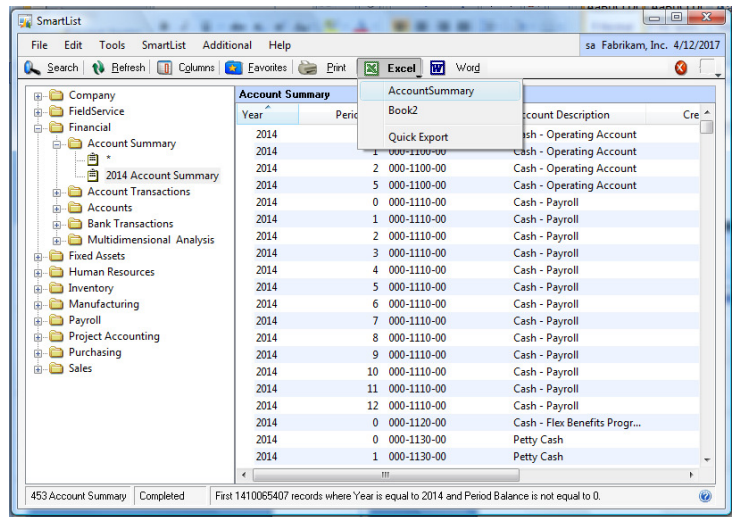 SmartList
File Edit Tools SmartList Additional Help sa Fabrikam, Inc. 4/12/2017
Search Refresh Columns Favorites Print Excel Word
AccountSummary
Book2
Quick Export
Company
FieldService
Financial
Account Summary
*
2014 Account Summary
Account Transactions
Accounts
Bank Transactions
Multidimensional Analysis
Fixed Assets
Human Resources
Inventory
Manufacturing
Payroll
Project Accounting
Purchasing
Sales
Account Summary
Year Perio ccount Description Cre
2014 Cash - Operating Account
2014 1 000-1100-00 Cash - Operating Account
2014 2 000-1100-00 Cash - Operating Account
2014 5 000-1100-00 Cash - Operating Account
2014 0 000-1110-00 Cash - Payroll
2014 1 000-1110-00 Cash - Payroll
2014 2 000-1110-00 Cash - Payroll
2014 3 000-1110-00 Cash - Payroll
2014 4 000-1110-00 Cash - Payroll
2014 5 000-1110-00 Cash - Payroll
2014 6 000-1110-00 Cash - Payroll
2014 7 000-1110-00 Cash - Payroll
2014 8 000-1110-00 Cash - Payroll
2014 9 000-1110-00 Cash - Payroll
2014 10 000-1110-00 Cash - Payroll
2014 11 000-1110-00 Cash - Payroll
2014 12 000-1110-00 Cash - Payroll
2014 0 000-1120-00 Cash - Flex Benefits Progr...
2014 0 000-1130-00 Petty Cash
2014 1 000-1130-00 Petty Cash
453 Account Summary Completed First 1410065407 records where Year is equal to 2014 and Period Balance is not equal to 0.